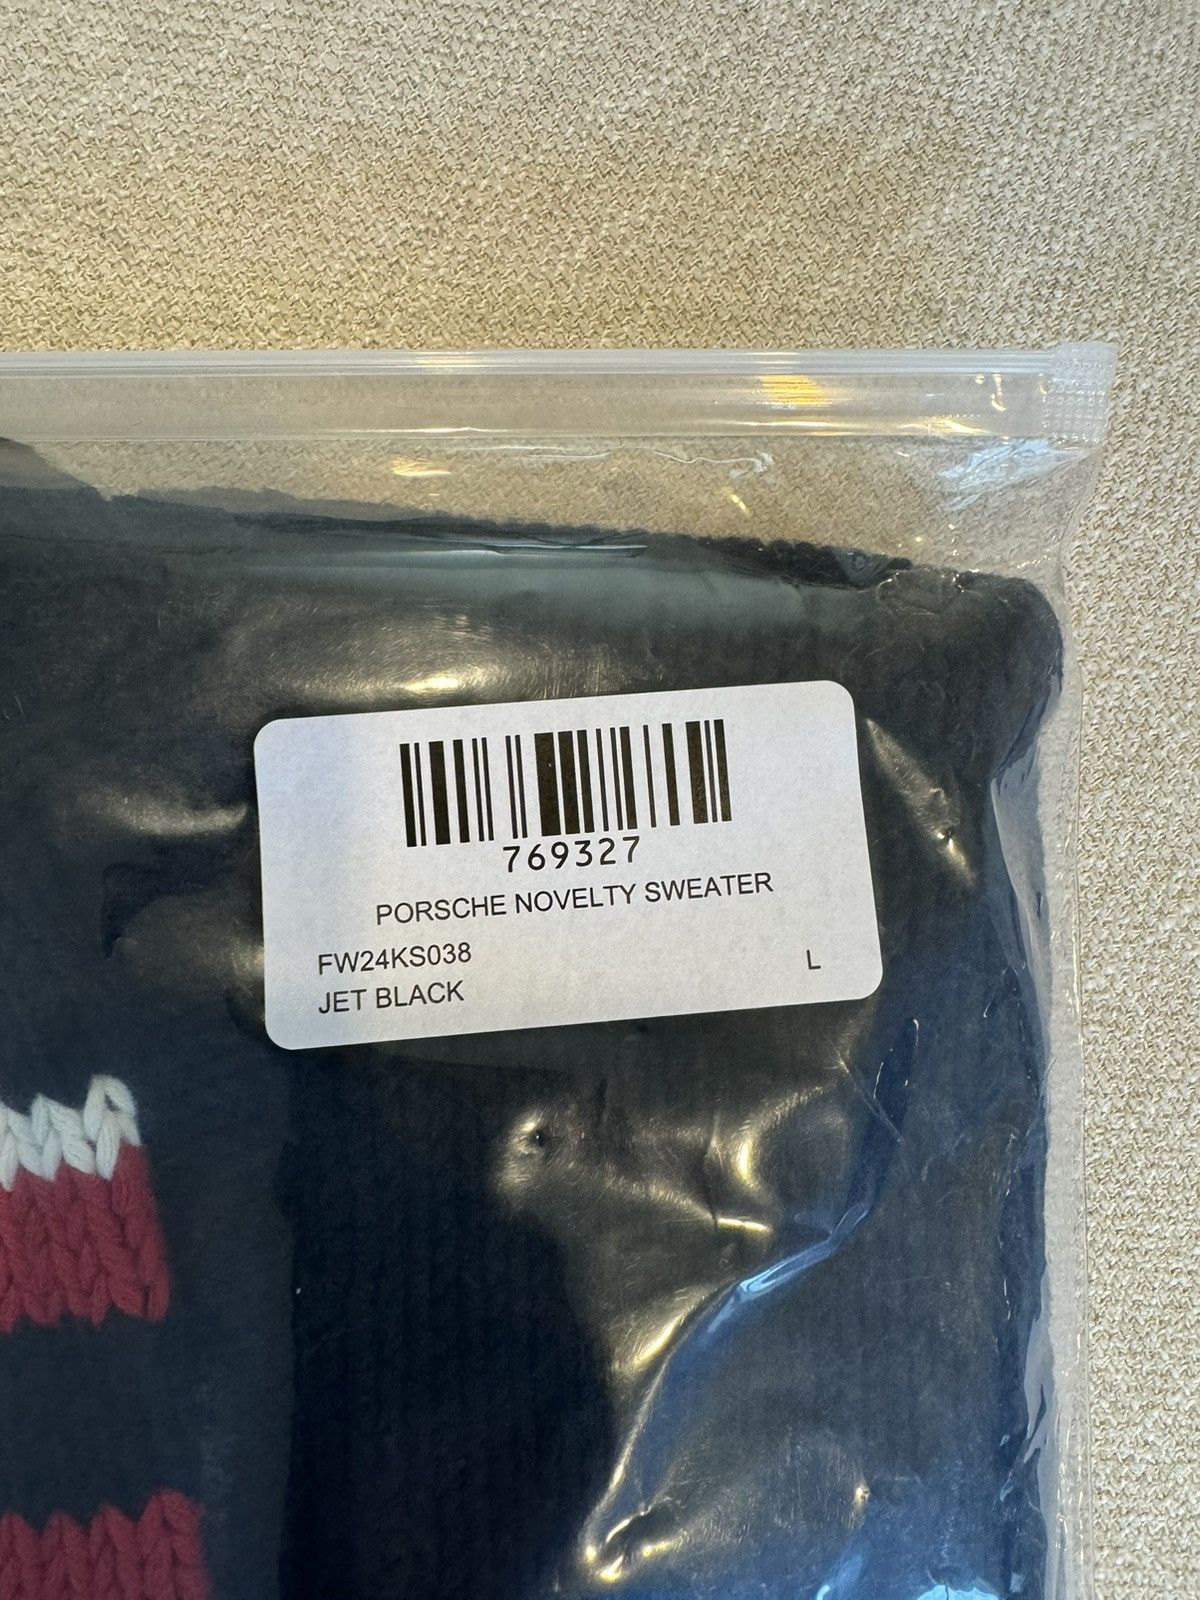 769327
PORSCHE NOVELTY SWEATER
FW24KS038
L
JET BLACK